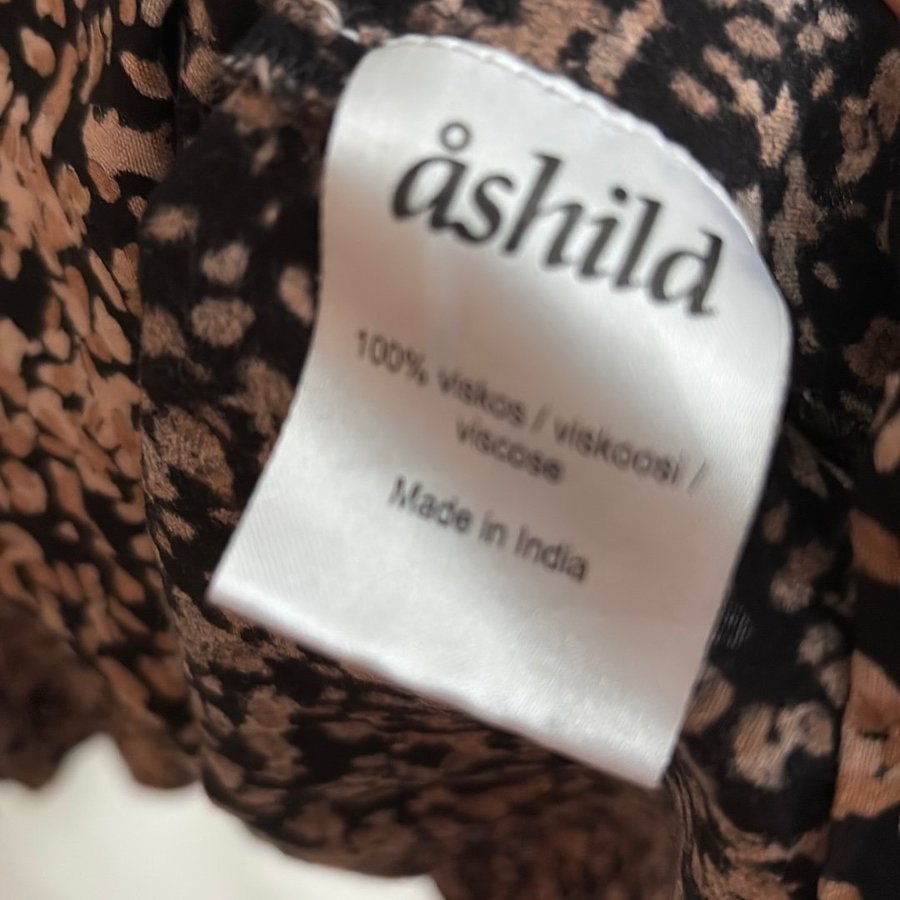 åshild
100% viskos / viskoosi /
viscose
Made in India